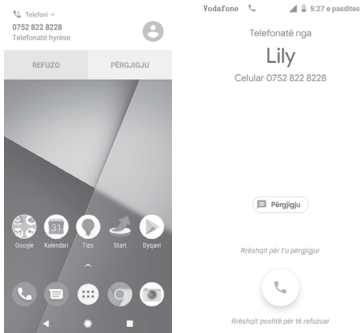 Telefoni
0752 822 8228
Telefonatë hyrëse
REFUZO PËRGJIGJU
31
Google Kalendari Tips Start Dyqani
Vodafone 5:27 e pasdites
Telefonatë nga
Lily
Celular 0752 822 8228
Përgjigju
Rrëshqit për t'u përgjigjur
Rrëshqit poshtë për të refuzuar